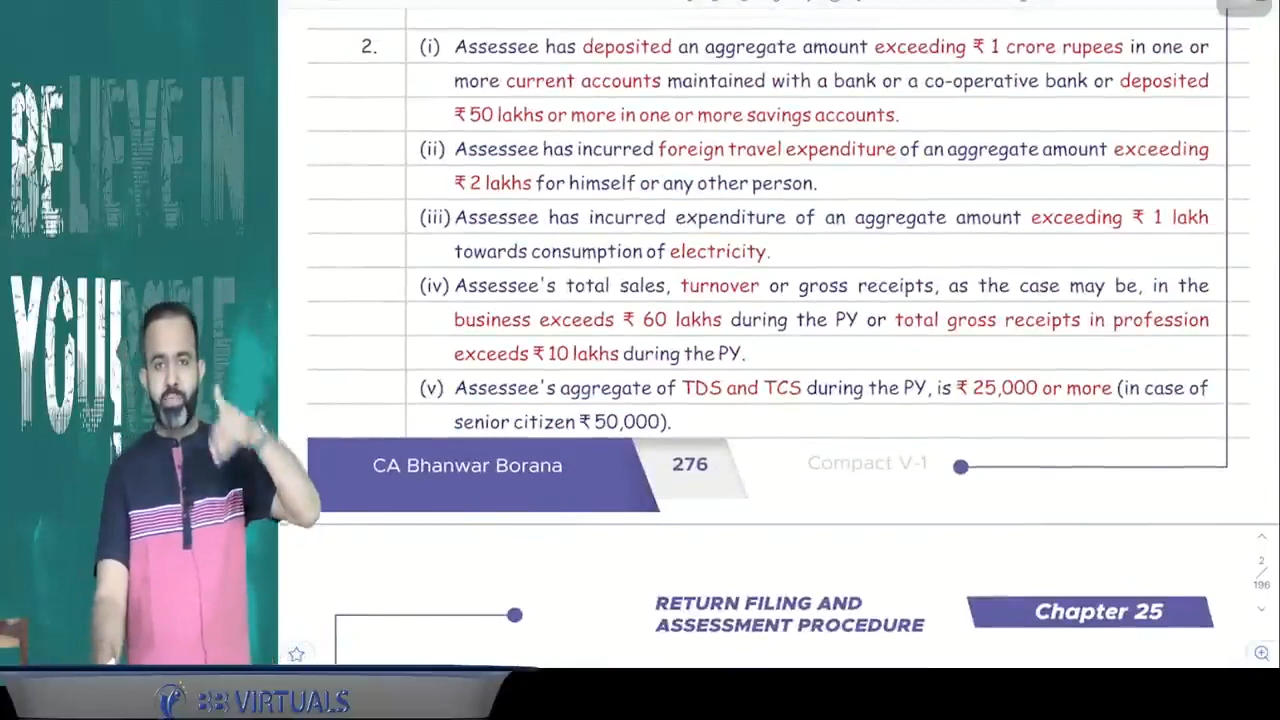 BELIEVE IN
2. (i) Assessee has deposited an aggregate amount exceeding ₹ 1 crore rupees in one or
more current accounts maintained with a bank or a co-operative bank or deposited
₹ 50 lakhs or more in one or more savings accounts.
(ii) Assessee has incurred foreign travel expenditure of an aggregate amount exceeding
₹ 2 lakhs for himself or any other person.
(iii) Assessee has incurred expenditure of an aggregate amount exceeding ₹ 1 lakh
towards consumption of electricity.
(iv) Assessee's total sales, turnover or gross receipts, as the case may be, in the
business exceeds ₹ 60 lakhs during the PY or total gross receipts in profession
exceeds ₹ 10 lakhs during the PY.
(v) Assessee's aggregate of TDS and TCS during the PY, is ₹ 25,000 or more (in case of
senior citizen ₹ 50,000).
CA Bhanwar Borana 276 Compact V-1
2
/
196
RETURN FILING AND
ASSESSMENT PROCEDURE
Chapter 25
BB VIRTUALS